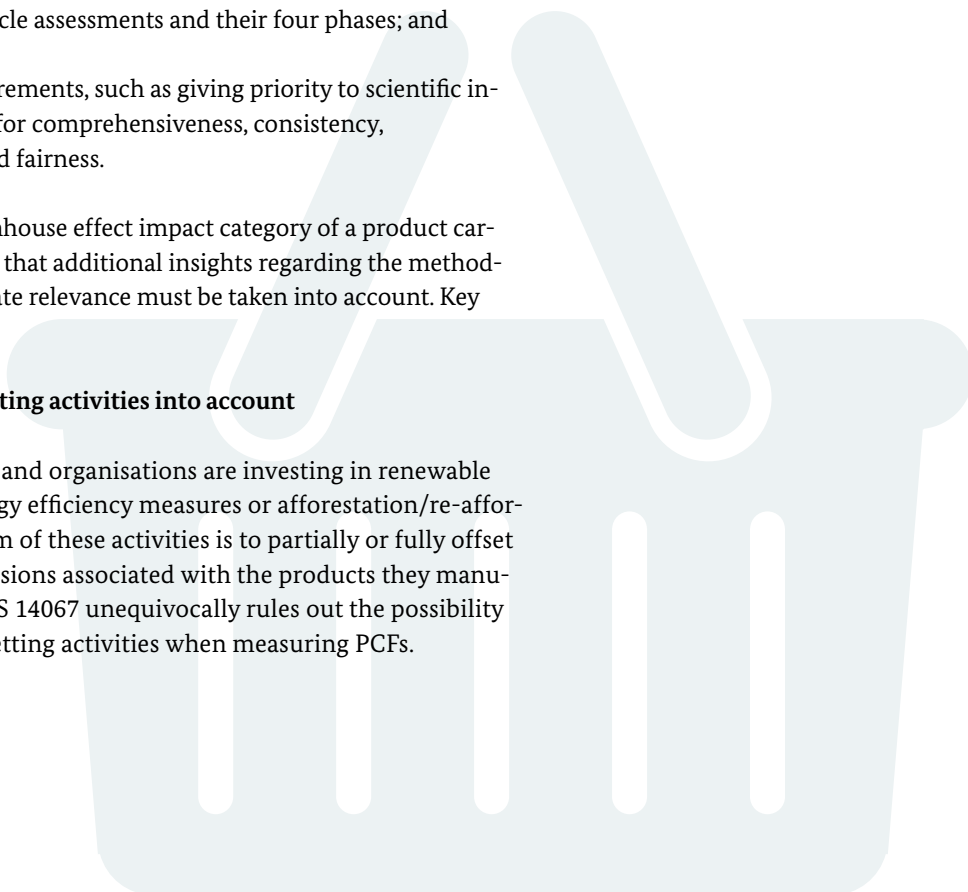 cle assessments and their four phases; and
rements, such as giving priority to scientific in-
for comprehensiveness, consistency,
d fairness.
house effect impact category of a product car-
that additional insights regarding the method-
te relevance must be taken into account. Key
ting activities into account
and organisations are investing in renewable
gy efficiency measures or afforestation/re-affor-
m of these activities is to partially or fully offset
sions associated with the products they manu-
S 14067 unequivocally rules out the possibility
etting activities when measuring PCFs.